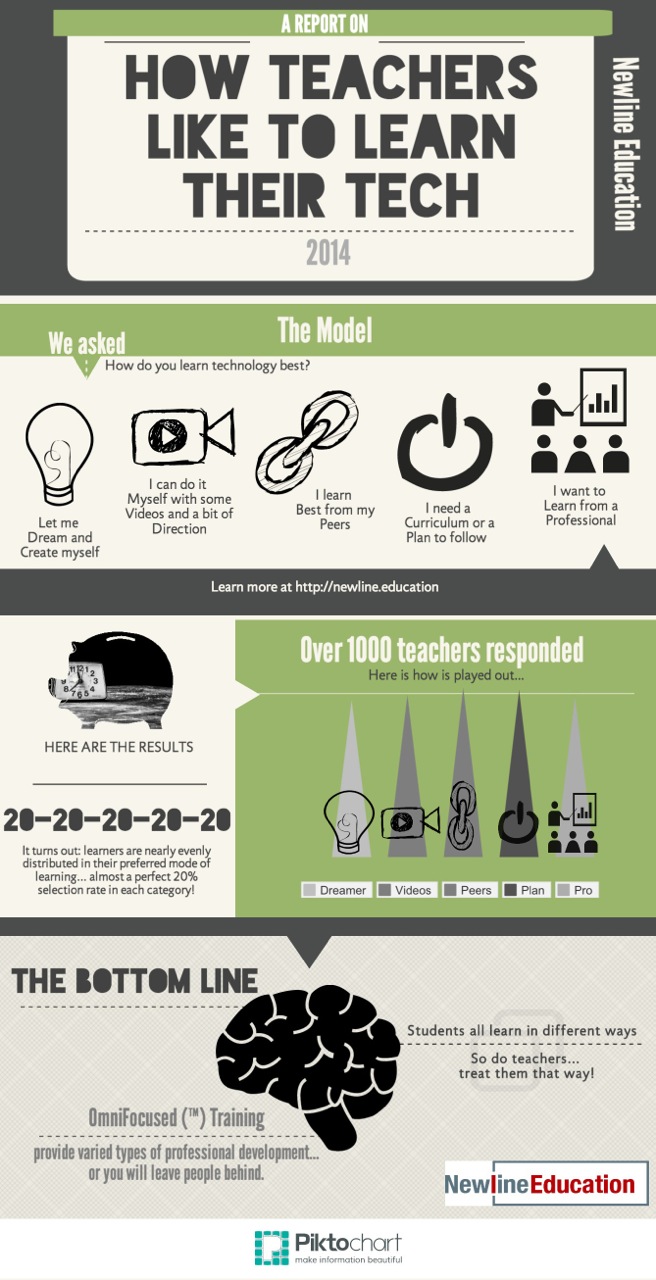 A REPORT ON
HOW TEACHERS
LIKE TO LEARN
THEIR TECH
2014
Newline Education
The Model
We asked
How do you learn technology best?
Let me
Dream and
Create myself
I can do it
Myself with some
Videos and a bit of
Direction
I learn
Best from my
Peers
I need a
Curriculum or a
Plan to follow
I want to
Learn from a
Professional
Learn more at http://newline.education
HERE ARE THE RESULTS
20-20-20-20-20
It turns out: learners are nearly evenly
distributed in their preferred mode of
learning... almost a perfect 20%
selection rate in each category!
Over 1000 teachers responded
Here is how is played out...
Dreamer Videos Peers Plan Pro
THE BOTTOM LINE
Students all learn in different ways
So do teachers...
treat them that way!
OmniFocused (™) Training
provide varied types of professional development...
or you will leave people behind.
NewlineEducation
Piktochart
make information beautiful